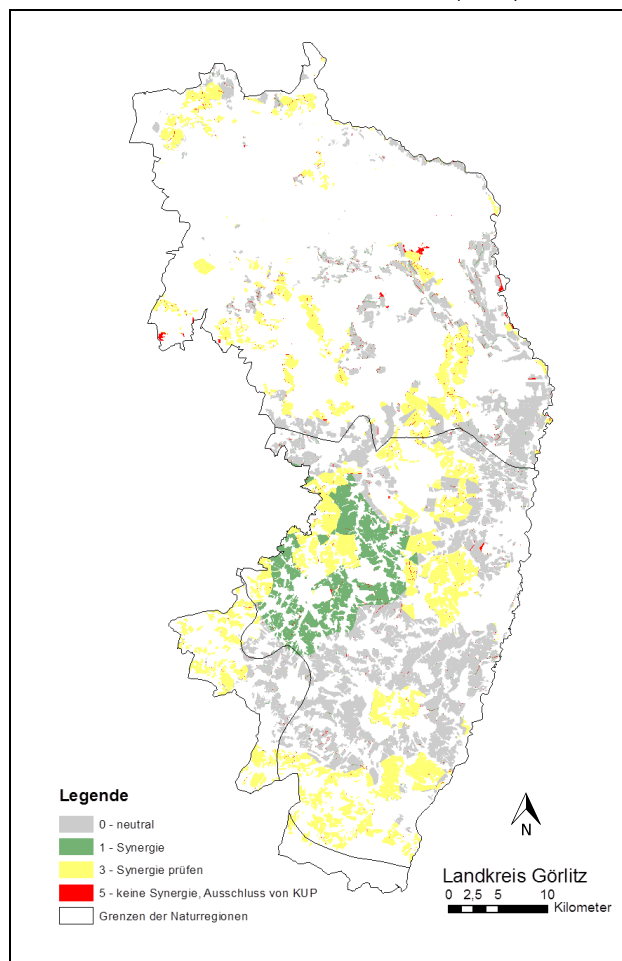 Legende
0 - neutral
1 - Synergie
3 - Synergie prüfen
5 - keine Synergie, Ausschluss von KUP
Grenzen der Naturregionen
N
Landkreis Görlitz
0 2,5 5 10
Kilometer